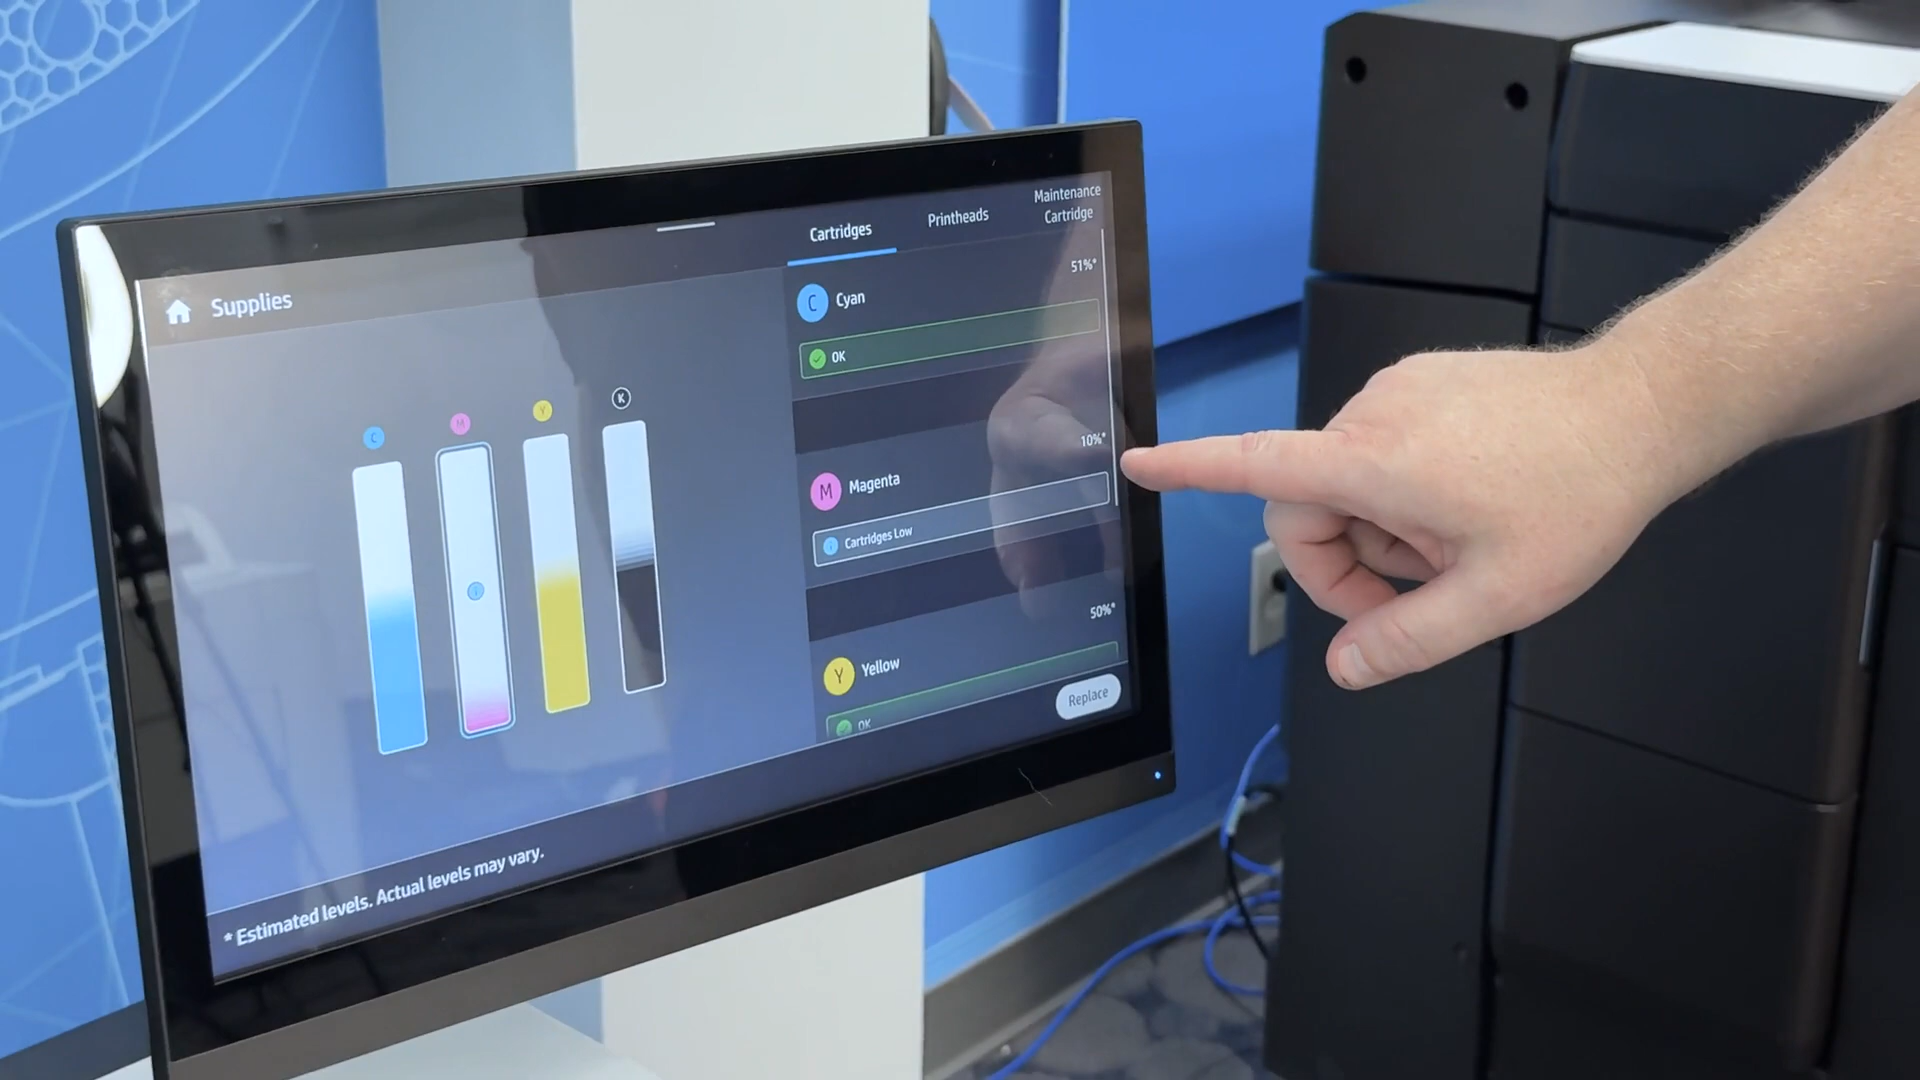 Supplies
C
M
Y
K
Cartridges
Printheads
Maintenance
Cartridge
51%*
C
Cyan
OK
10%*
M
Magenta
Cartridges Low
50%*
Y
Yellow
OK
Replace
* Estimated levels. Actual levels may vary.